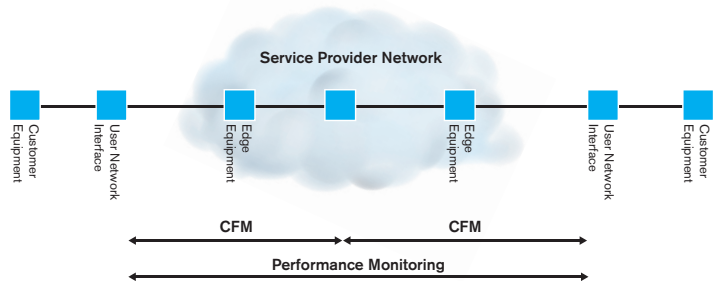 Service Provider Network
Customer
Equipment
User Network
Interface
Edge
Equipment
Edge
Equipment
User Network
Interface
Customer
Equipment
CFM
CFM
Performance Monitoring